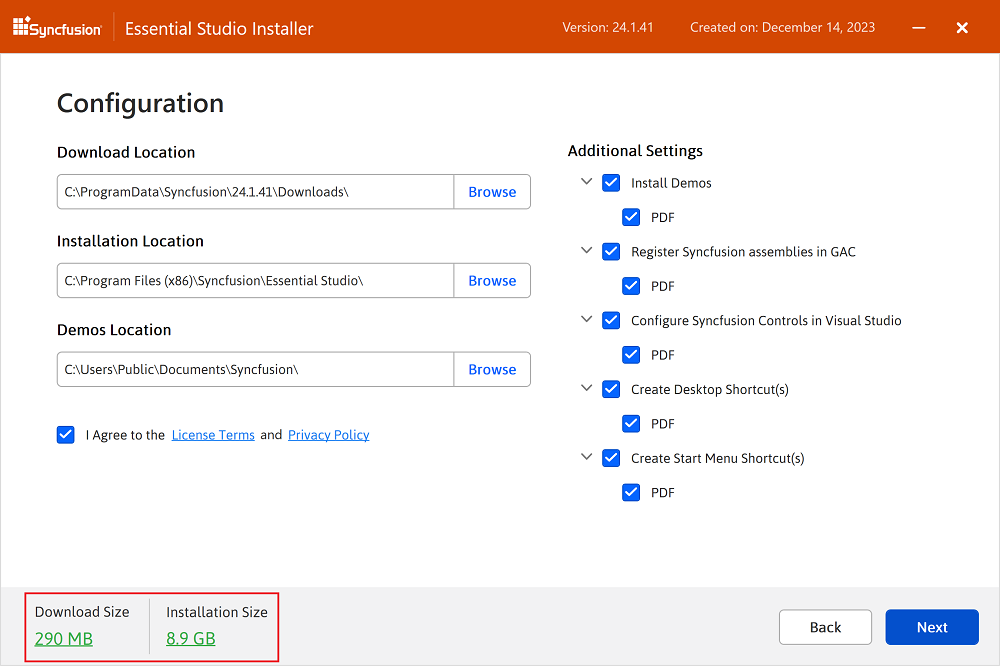 Syncfusion Essential Studio Installer Version: 24.1.41 Created on: December 14, 2023
Configuration
Download Location
C:\ProgramData\Syncfusion\24.1.41\Downloads\ Browse
Installation Location
C:\Program Files (x86)\Syncfusion\Essential Studio\ Browse
Demos Location
C:\Users\Public\Documents\Syncfusion\ Browse
I Agree to the License Terms and Privacy Policy
Additional Settings
Install Demos
PDF
Register Syncfusion assemblies in GAC
PDF
Configure Syncfusion Controls in Visual Studio
PDF
Create Desktop Shortcut(s)
PDF
Create Start Menu Shortcut(s)
PDF
Download Size Installation Size
290 MB 8.9 GB
Back Next